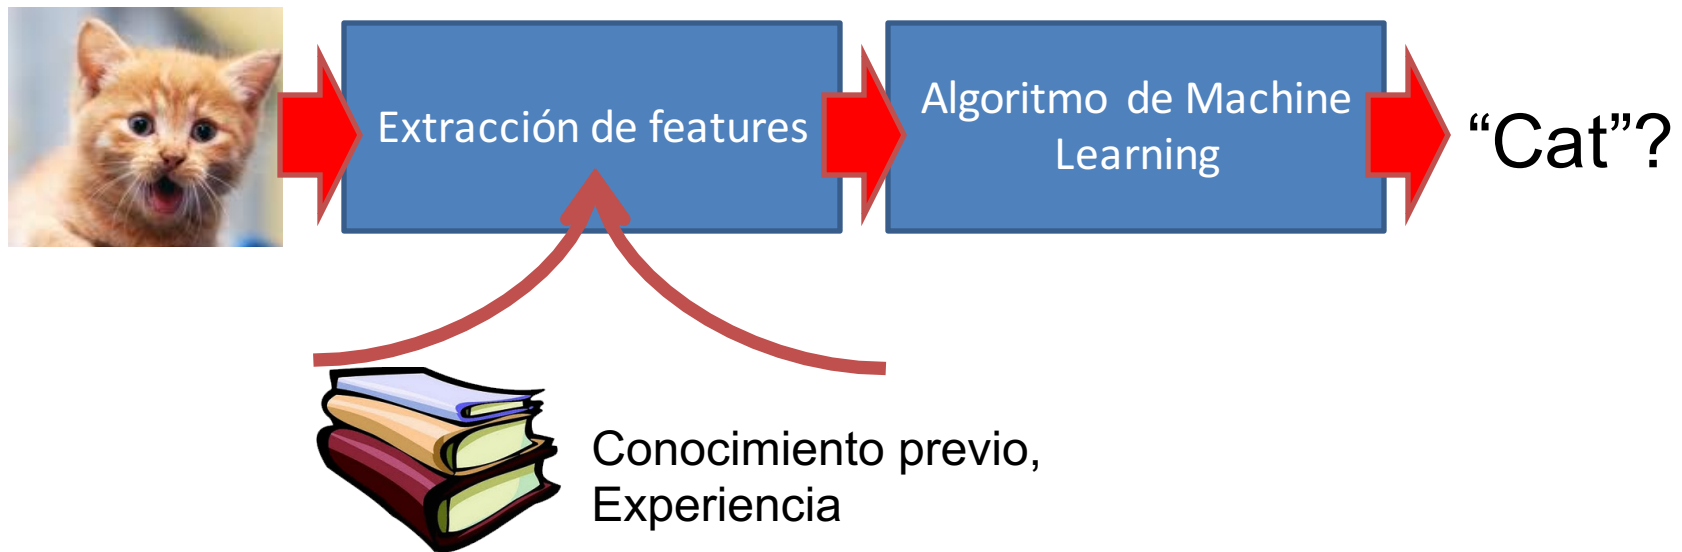 Extracción de features
Algoritmo de Machine
Learning
“Cat”?
Conocimiento previo,
Experiencia